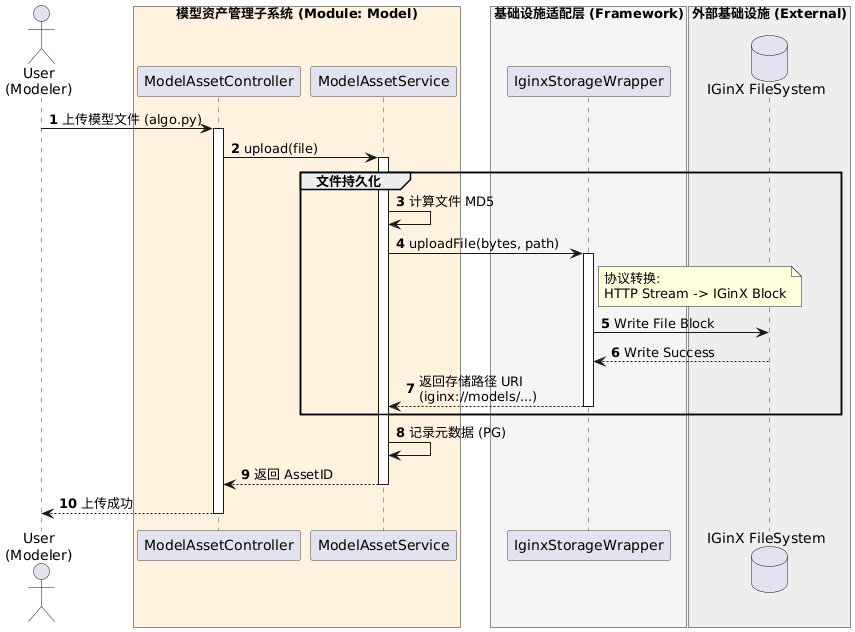 模型资产管理子系统 (Module: Model)
基础设施适配层 (Framework)
外部基础设施 (External)
User
(Modeler)
ModelAssetController
ModelAssetService
IginxStorageWrapper
IGinX FileSystem
1 上传模型文件 (algo.py)
2 upload(file)
文件持久化
3 计算文件 MD5
4 uploadFile(bytes, path)
协议转换:
HTTP Stream -> IGinX Block
5 Write File Block
6 Write Success
7 返回存储路径 URI
(iginx://models/...)
8 记录元数据 (PG)
9 返回 AssetID
10 上传成功
User
(Modeler)
ModelAssetController
ModelAssetService
IginxStorageWrapper
IGinX FileSystem